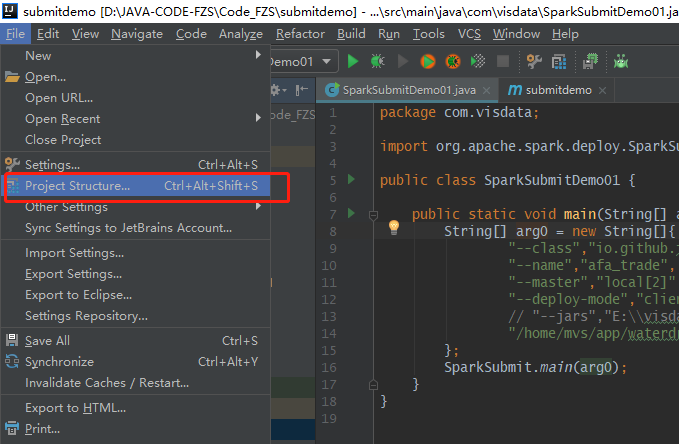 submitdemo [D:\JAVA-CODE-FZS\Code_FZS\submitdemo] - ...\src\main\java\com\visdata\SparkSubmitDemo01.ja
File Edit View Navigate Code Analyze Refactor Build Run Tools VCS Window Help
New
Open...
Open URL...
Open Recent
Close Project
Settings... Ctrl+Alt+S
Project Structure... Ctrl+Alt+Shift+S
Other Settings
Sync Settings to JetBrains Account...
Import Settings...
Export Settings...
Export to Eclipse...
Settings Repository...
Save All Ctrl+S
Synchronize Ctrl+Alt+Y
Invalidate Caches / Restart...
Export to HTML...
Print...
Demo01
ode_FZS
SparkSubmitDemo01.java submitdemo
1 package com.visdata;
2
3 import org.apache.spark.deploy.SparkS
4
5 public class SparkSubmitDemo01 {
6
7 public static void main(String[] a
8 String[] arg0 = new String[]{
9 "--class","io.github.j
10 "--name","afa_trade",
11 "--master","local[2]"
12 "--deploy-mode","clien
13 // "--jars","E:\\visda
14 "/home/mvs/app/waterdr
15 };
16 SparkSubmit.main(arg0);
17 }
18 }
19